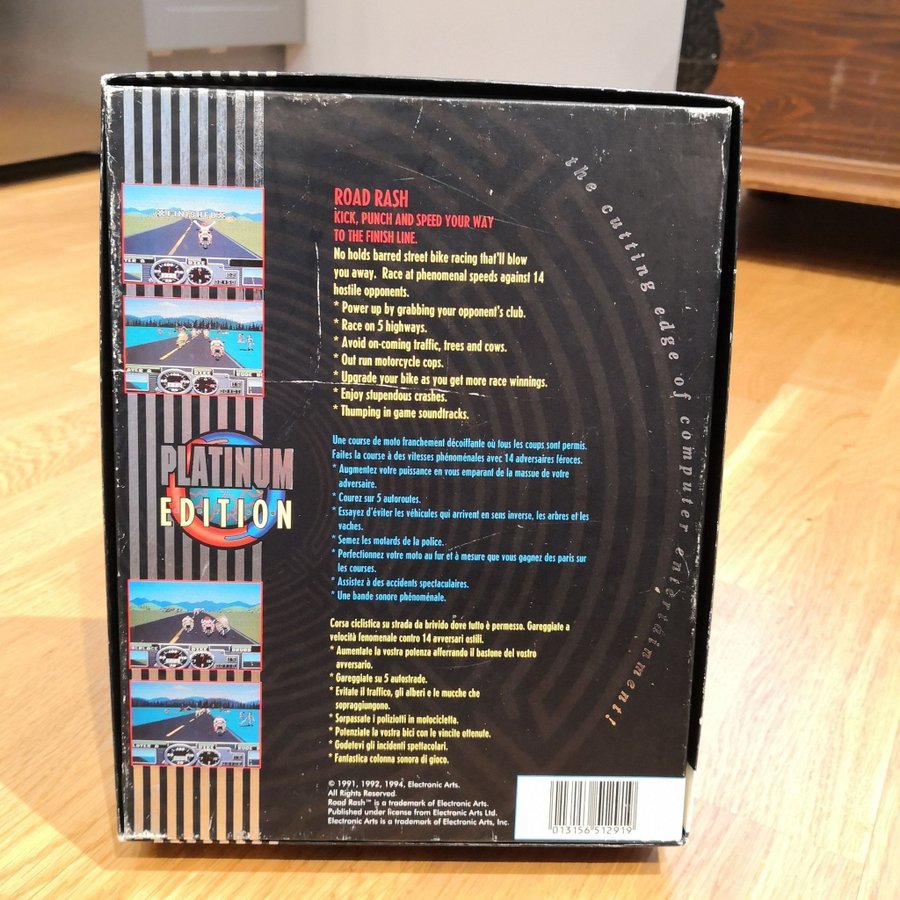 the cutting edge of computer entertainment!
FINISHED
ROAD RASH
KICK, PUNCH AND SPEED YOUR WAY
TO THE FINISH LINE.
No holds barred street bike racing that'll blow
you away. Race at phenomenal speeds against 14
hostile opponents.
* Power up by grabbing your opponent's club.
* Race on 5 highways.
* Avoid on-coming traffic, trees and cows.
* Out run motorcycle cops.
* Upgrade your bike as you get more race winnings.
* Enjoy stupendous crashes.
* Thumping in game soundtracks.
PLATINUM
EDITION
Une course de moto franchement décoiffante où tous les coups sont permis.
Faites la course à des vitesses phénoménales avec 14 adversaires féroces.
* Augmentez votre puissance en vous emparant de la massue de votre
adversaire.
* Courez sur 5 autoroutes.
* Essayez d'éviter les véhicules qui arrivent en sens inverse, les arbres et les
vaches.
* Semez les motards de la police.
* Perfectionnez votre moto au fur et à mesure que vous gagnez des paris sur
les courses.
* Assistez à des accidents spectaculaires.
* Une bande sonore phénoménale.
Corsa ciclistica su strada da brivido dove tutto è permesso. Gareggiate a
velocità fenomenale contro 14 avversari ostili.
* Aumentate la vostra potenza afferrando il bastone del vostro
avversario.
* Gareggiate su 5 autostrade.
* Evitate il traffico, gli alberi e le mucche che
sopraggiungono.
* Sorpassate i poliziotti in motocicletta.
* Potenziate la vostra bici con le vincite ottenute.
* Godetevi gli incidenti spettacolari.
* Fantastica colonna sonora di gioco.
© 1991, 1992, 1994, Electronic Arts.
All Rights Reserved.
Road Rash™ is a trademark of Electronic Arts.
Published under license from Electronic Arts Ltd.
Electronic Arts is a trademark of Electronic Arts, Inc.
013156 512919